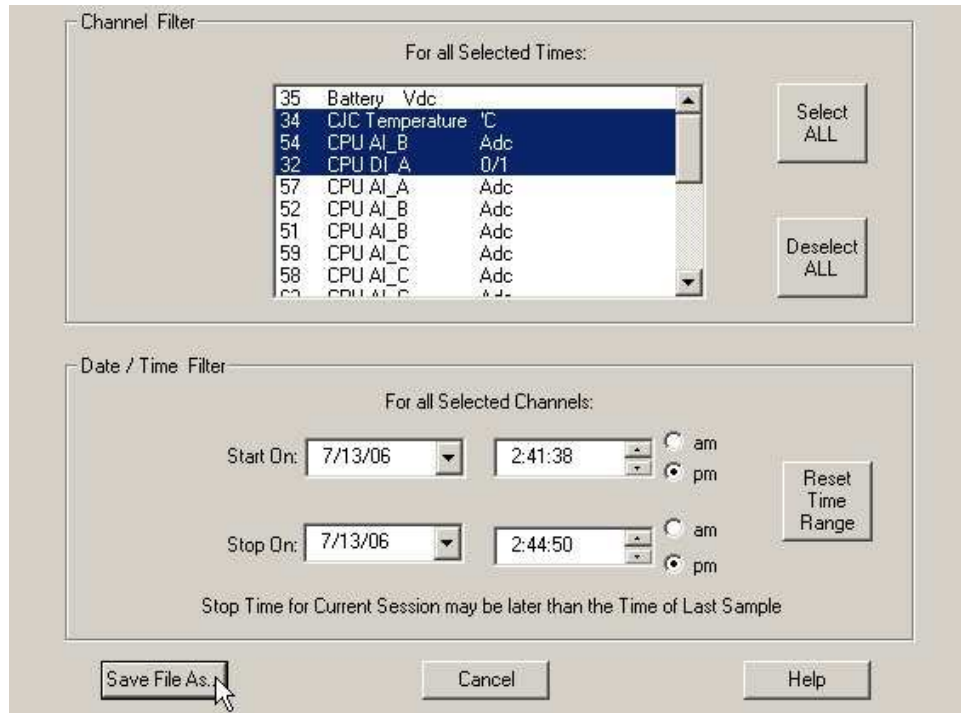 Channel Filter
For all Selected Times:
35 Battery Vdc
34 CJC Temperature 'C
54 CPU AI_B Adc
32 CPU DI_A 0/1
57 CPU AI_A Adc
52 CPU AI_B Adc
51 CPU AI_B Adc
59 CPU AI_C Adc
58 CPU AI_C Adc
Select
ALL
Deselect
ALL
Date / Time Filter
For all Selected Channels:
Start On: 7/13/06 2:41:38 am
pm
Stop On: 7/13/06 2:44:50 am
pm
Reset
Time
Range
Stop Time for Current Session may be later than the Time of Last Sample
Save File As..
Cancel
Help